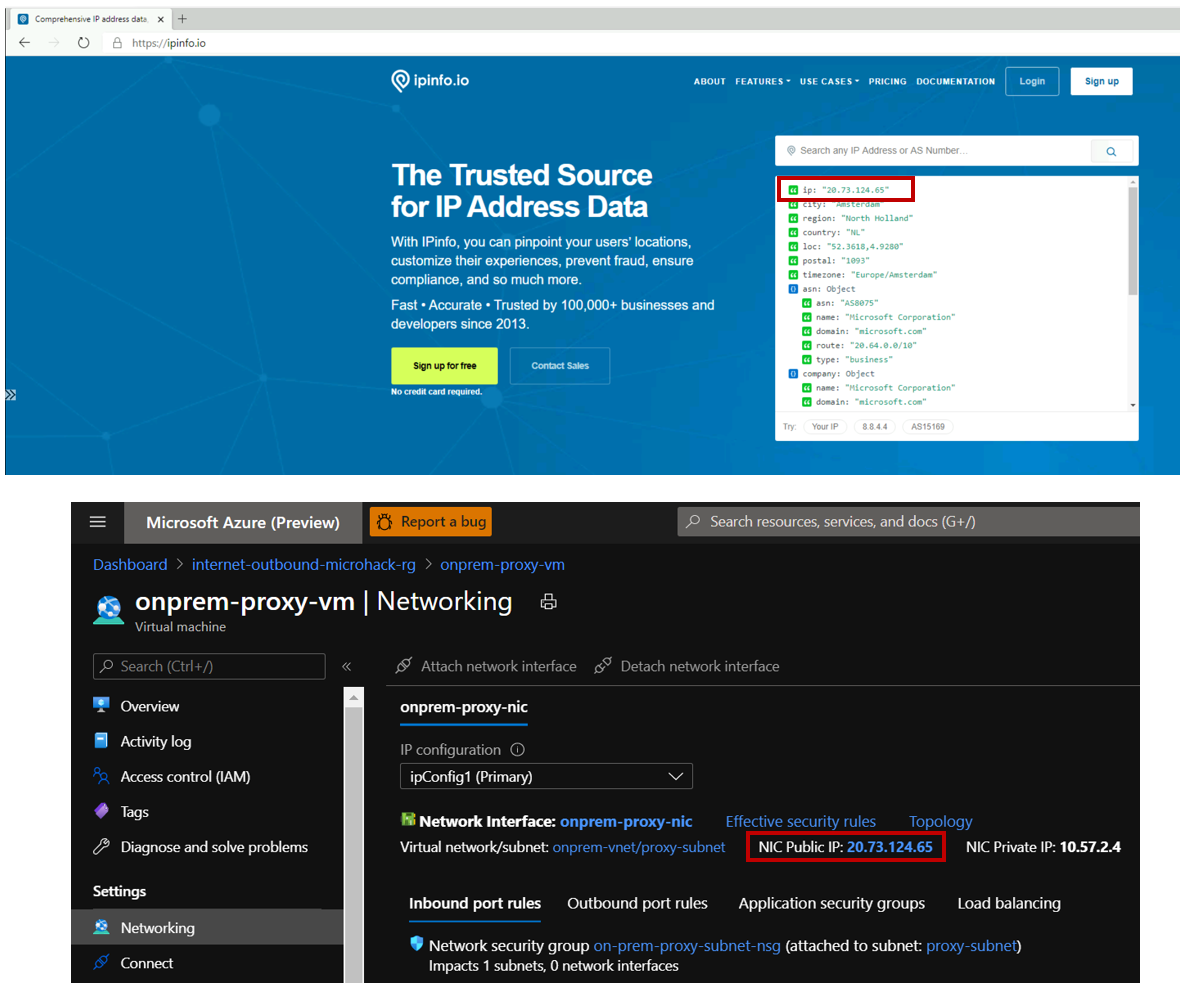 Comprehensive IP address data,
https://ipinfo.io
ipinfo.io
ABOUT FEATURES USE CASES PRICING DOCUMENTATION Login Sign up
Search any IP Address or AS Number...
The Trusted Source
for IP Address Data
With IPinfo, you can pinpoint your users' locations,
customize their experiences, prevent fraud, ensure
compliance, and so much more.
Fast • Accurate • Trusted by 100,000+ businesses and
developers since 2013.
Sign up for free Contact Sales
No credit card required.
ip: "20.73.124.65"
city: "Amsterdam"
region: "North Holland"
country: "NL"
loc: "52.3618,4.9280"
postal: "1093"
timezone: "Europe/Amsterdam"
asn: Object
asn: "AS8075"
name: "Microsoft Corporation"
domain: "microsoft.com"
route: "20.64.0.0/10"
type: "business"
company: Object
name: "Microsoft Corporation"
domain: "microsoft.com"
Try: Your IP 8.8.4.4 AS15169
Microsoft Azure (Preview) Report a bug Search resources, services, and docs (G+/)
Dashboard > internet-outbound-microhack-rg > onprem-proxy-vm
onprem-proxy-vm | Networking
Virtual machine
Search (Ctrl+/) «
Overview
Activity log
Access control (IAM)
Tags
Diagnose and solve problems
Settings
Networking
Connect
Attach network interface Detach network interface
onprem-proxy-nic
IP configuration
ipConfig1 (Primary)
Network Interface: onprem-proxy-nic Effective security rules Topology
Virtual network/subnet: onprem-vnet/proxy-subnet NIC Public IP: 20.73.124.65 NIC Private IP: 10.57.2.4
Inbound port rules Outbound port rules Application security groups Load balancing
Network security group on-prem-proxy-subnet-nsg (attached to subnet: proxy-subnet)
Impacts 1 subnets, 0 network interfaces